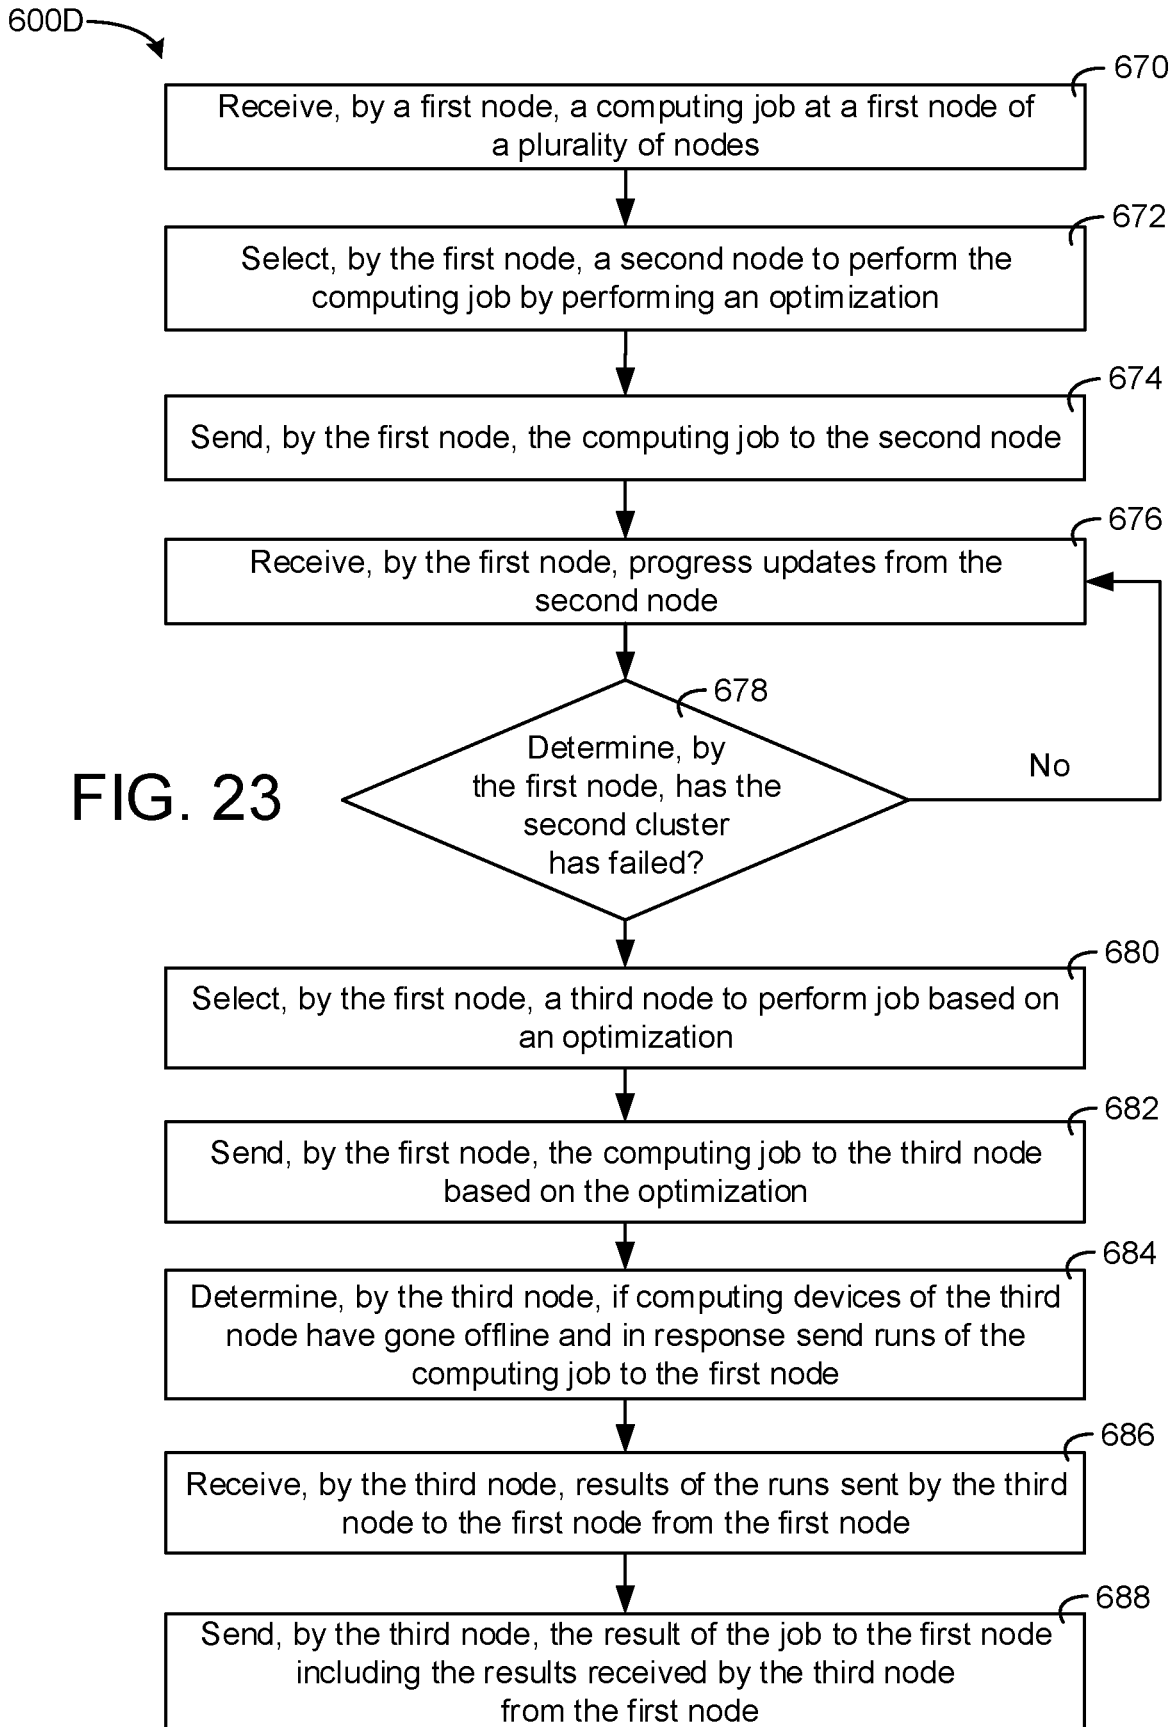 600D
670
Receive, by a first node, a computing job at a first node of
a plurality of nodes
672
Select, by the first node, a second node to perform the
computing job by performing an optimization
674
Send, by the first node, the computing job to the second node
676
Receive, by the first node, progress updates from the
second node
678
Determine, by
the first node, has the
second cluster
has failed?
No
FIG. 23
680
Select, by the first node, a third node to perform job based on
an optimization
682
Send, by the first node, the computing job to the third node
based on the optimization
684
Determine, by the third node, if computing devices of the third
node have gone offline and in response send runs of the
computing job to the first node
686
Receive, by the third node, results of the runs sent by the third
node to the first node from the first node
688
Send, by the third node, the result of the job to the first node
including the results received by the third node
from the first node